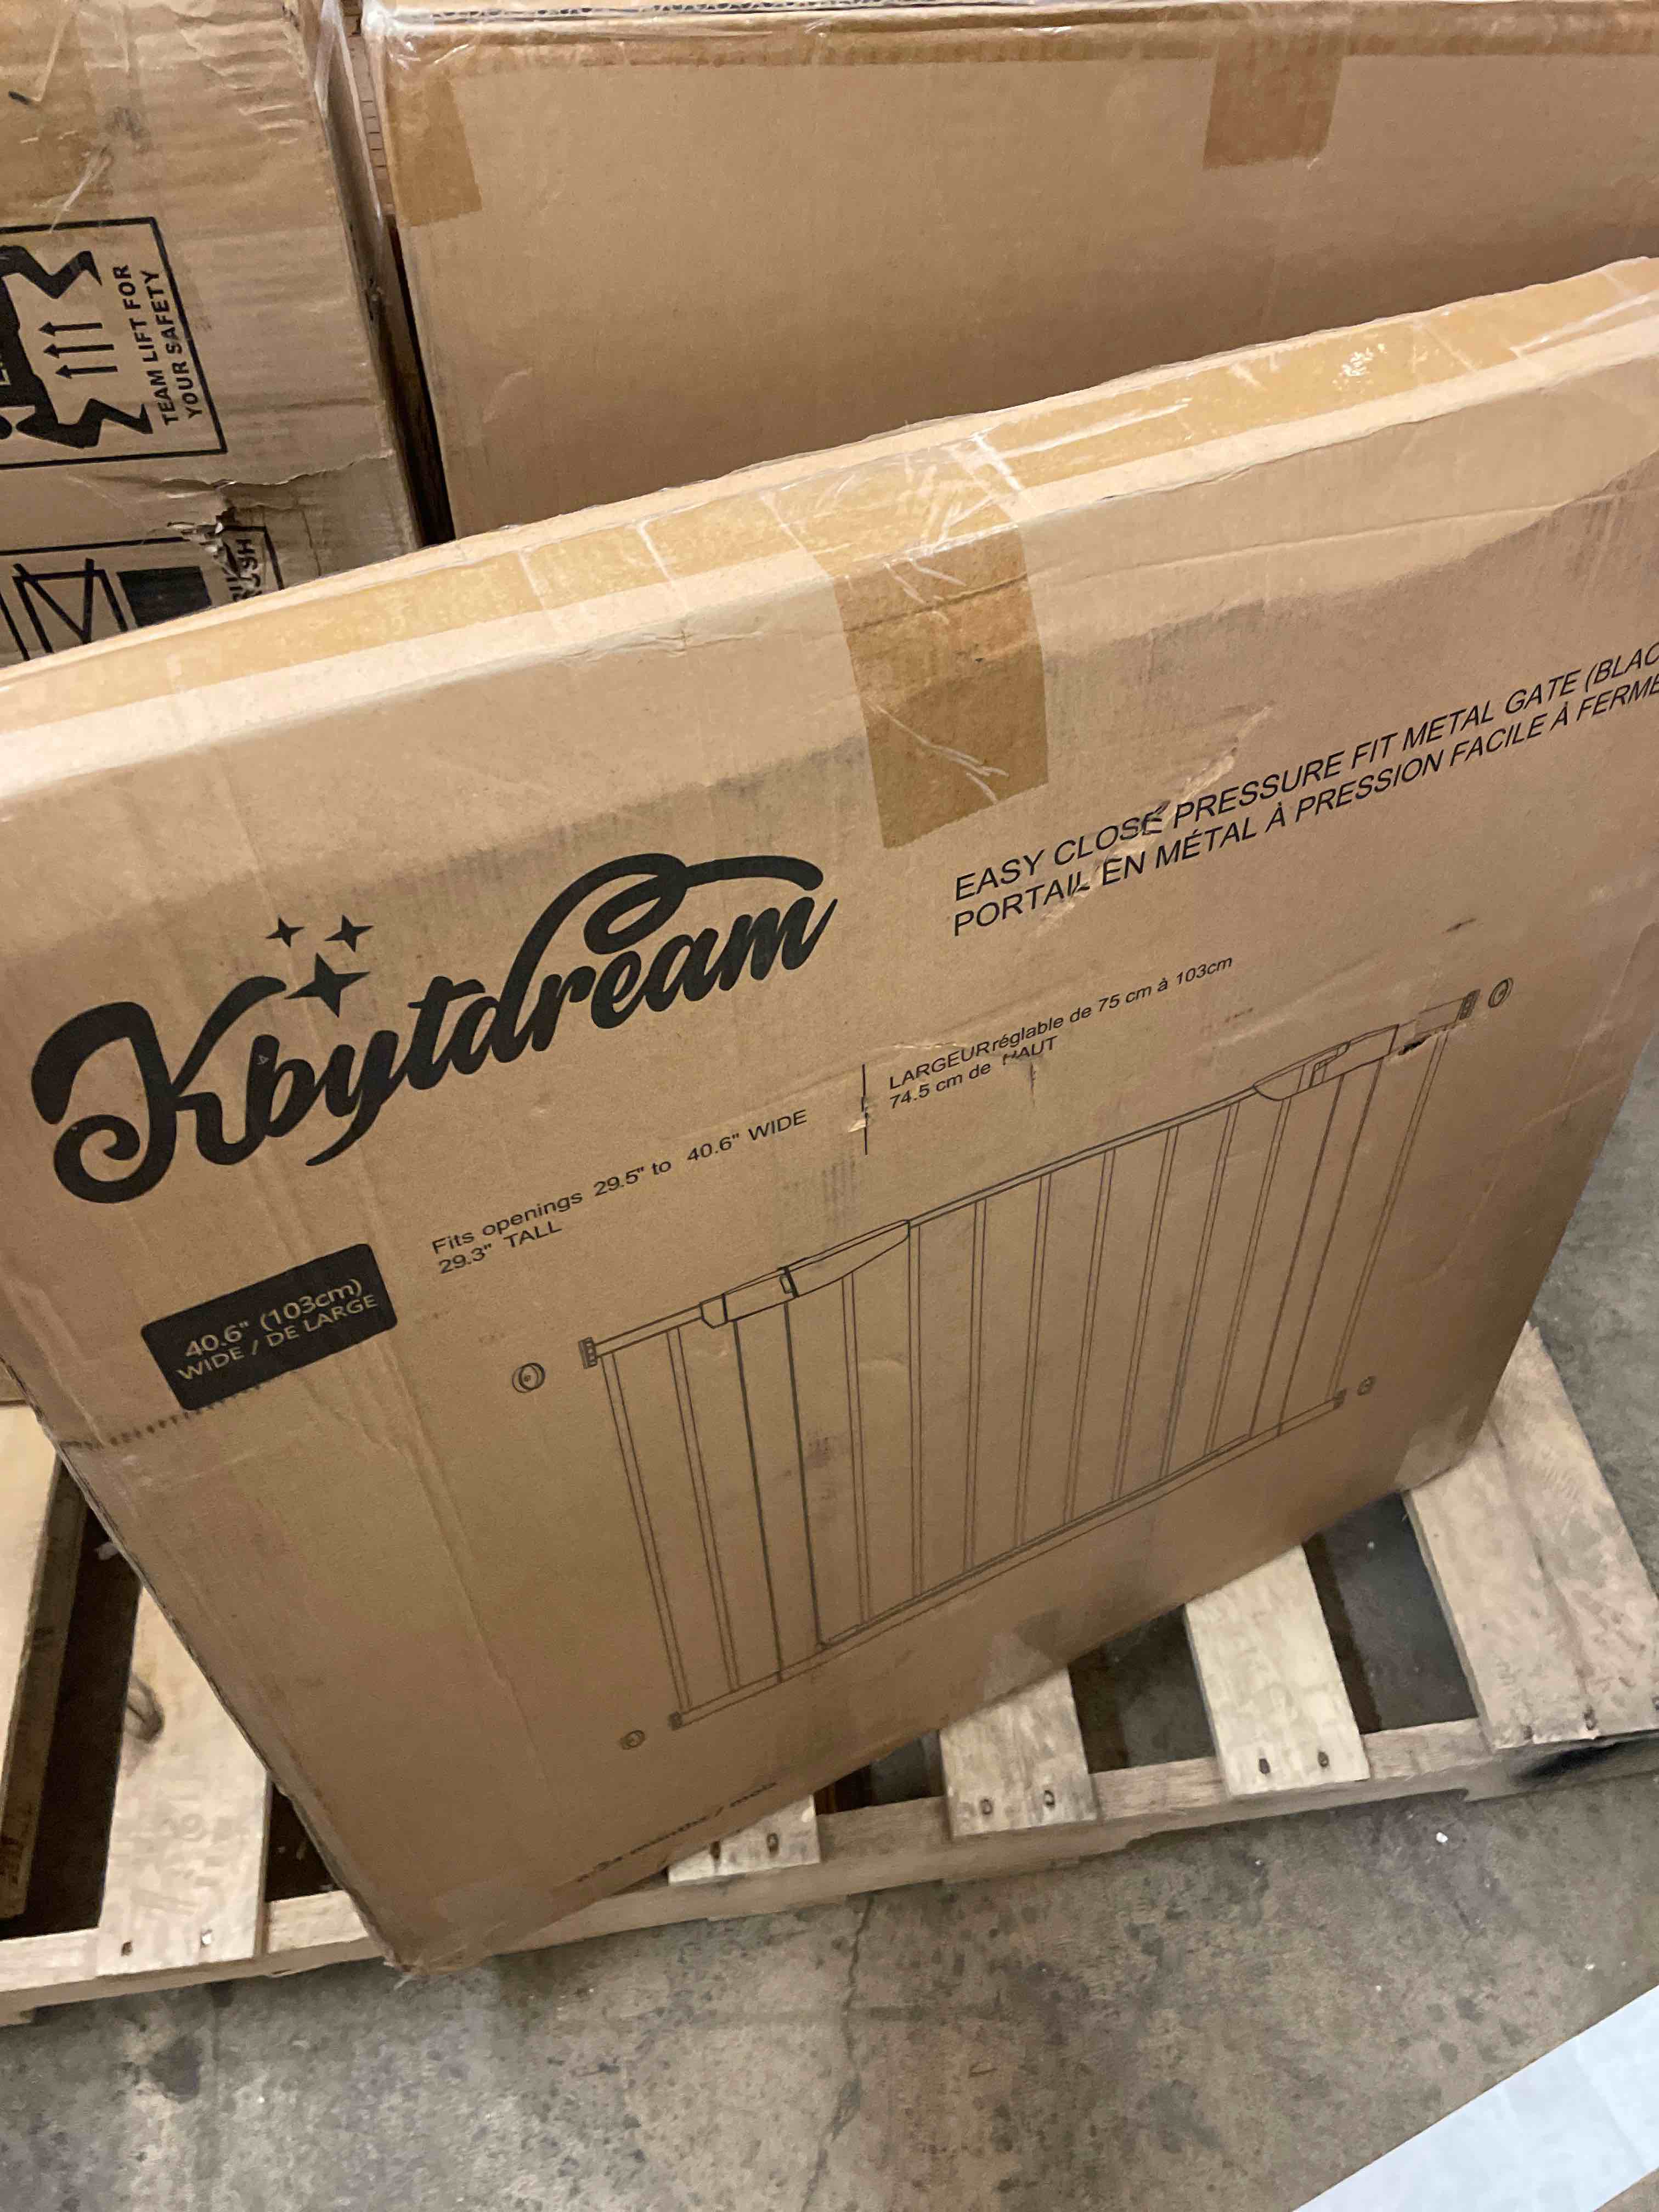 TEAM LIFT FOR
YOUR SAFETY
EASY CLOSE PRESSURE FIT METAL GATE (BLAC
PORTAIL EN MÉTAL À PRESSION FACILE À FERME
Kbytdream
LARGEUR réglable de 75 cm à 103cm
74.5 cm de HAUT
Fits openings 29.5" to 40.6" WIDE
29.3" TALL
40.6" (103cm)
WIDE / DE LARGE
months / mois